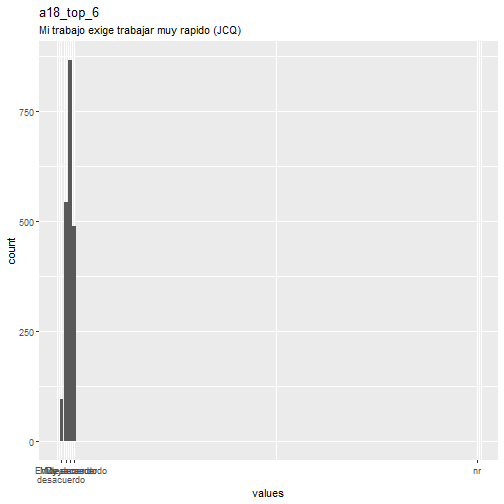 a18_top_6
Mi trabajo exige trabajar muy rapido (JCQ)
750
500
250
0
count
nr
desacuerdo
values